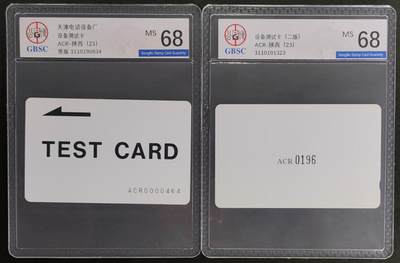 GBSC
天津电话设备厂
设备测试卡
ACR-陕西 (23)
MS 68
TEST CARD
ACR0000464
GBSC
设备测试卡 (二版)
ACR-陕西 (23)
3110101323
MS 68
ACR 0196